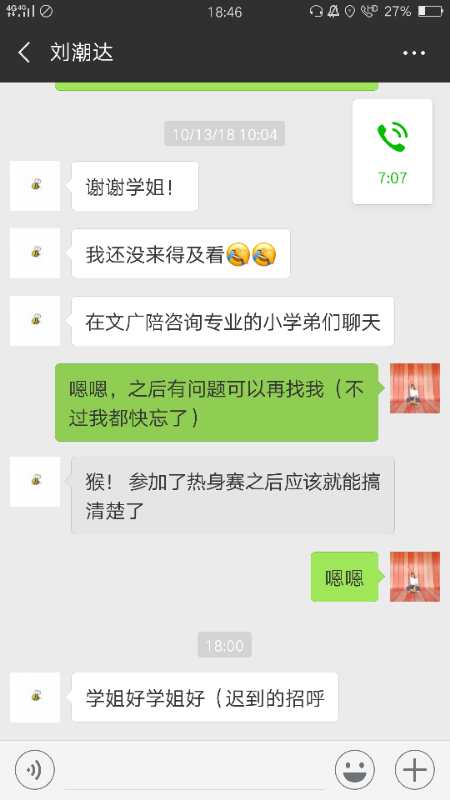 4G 4G 18:46 HD 27%
刘潮达
10/13/18 10:04
7:07
谢谢学姐！
我还没来得及看
在文广陪咨询专业的小学弟们聊天
嗯嗯，之后有问题可以再找我（不
过我都快忘了）
猴！ 参加了热身赛之后应该就能搞
清楚了
嗯嗯
18:00
学姐好学姐好（迟到的招呼